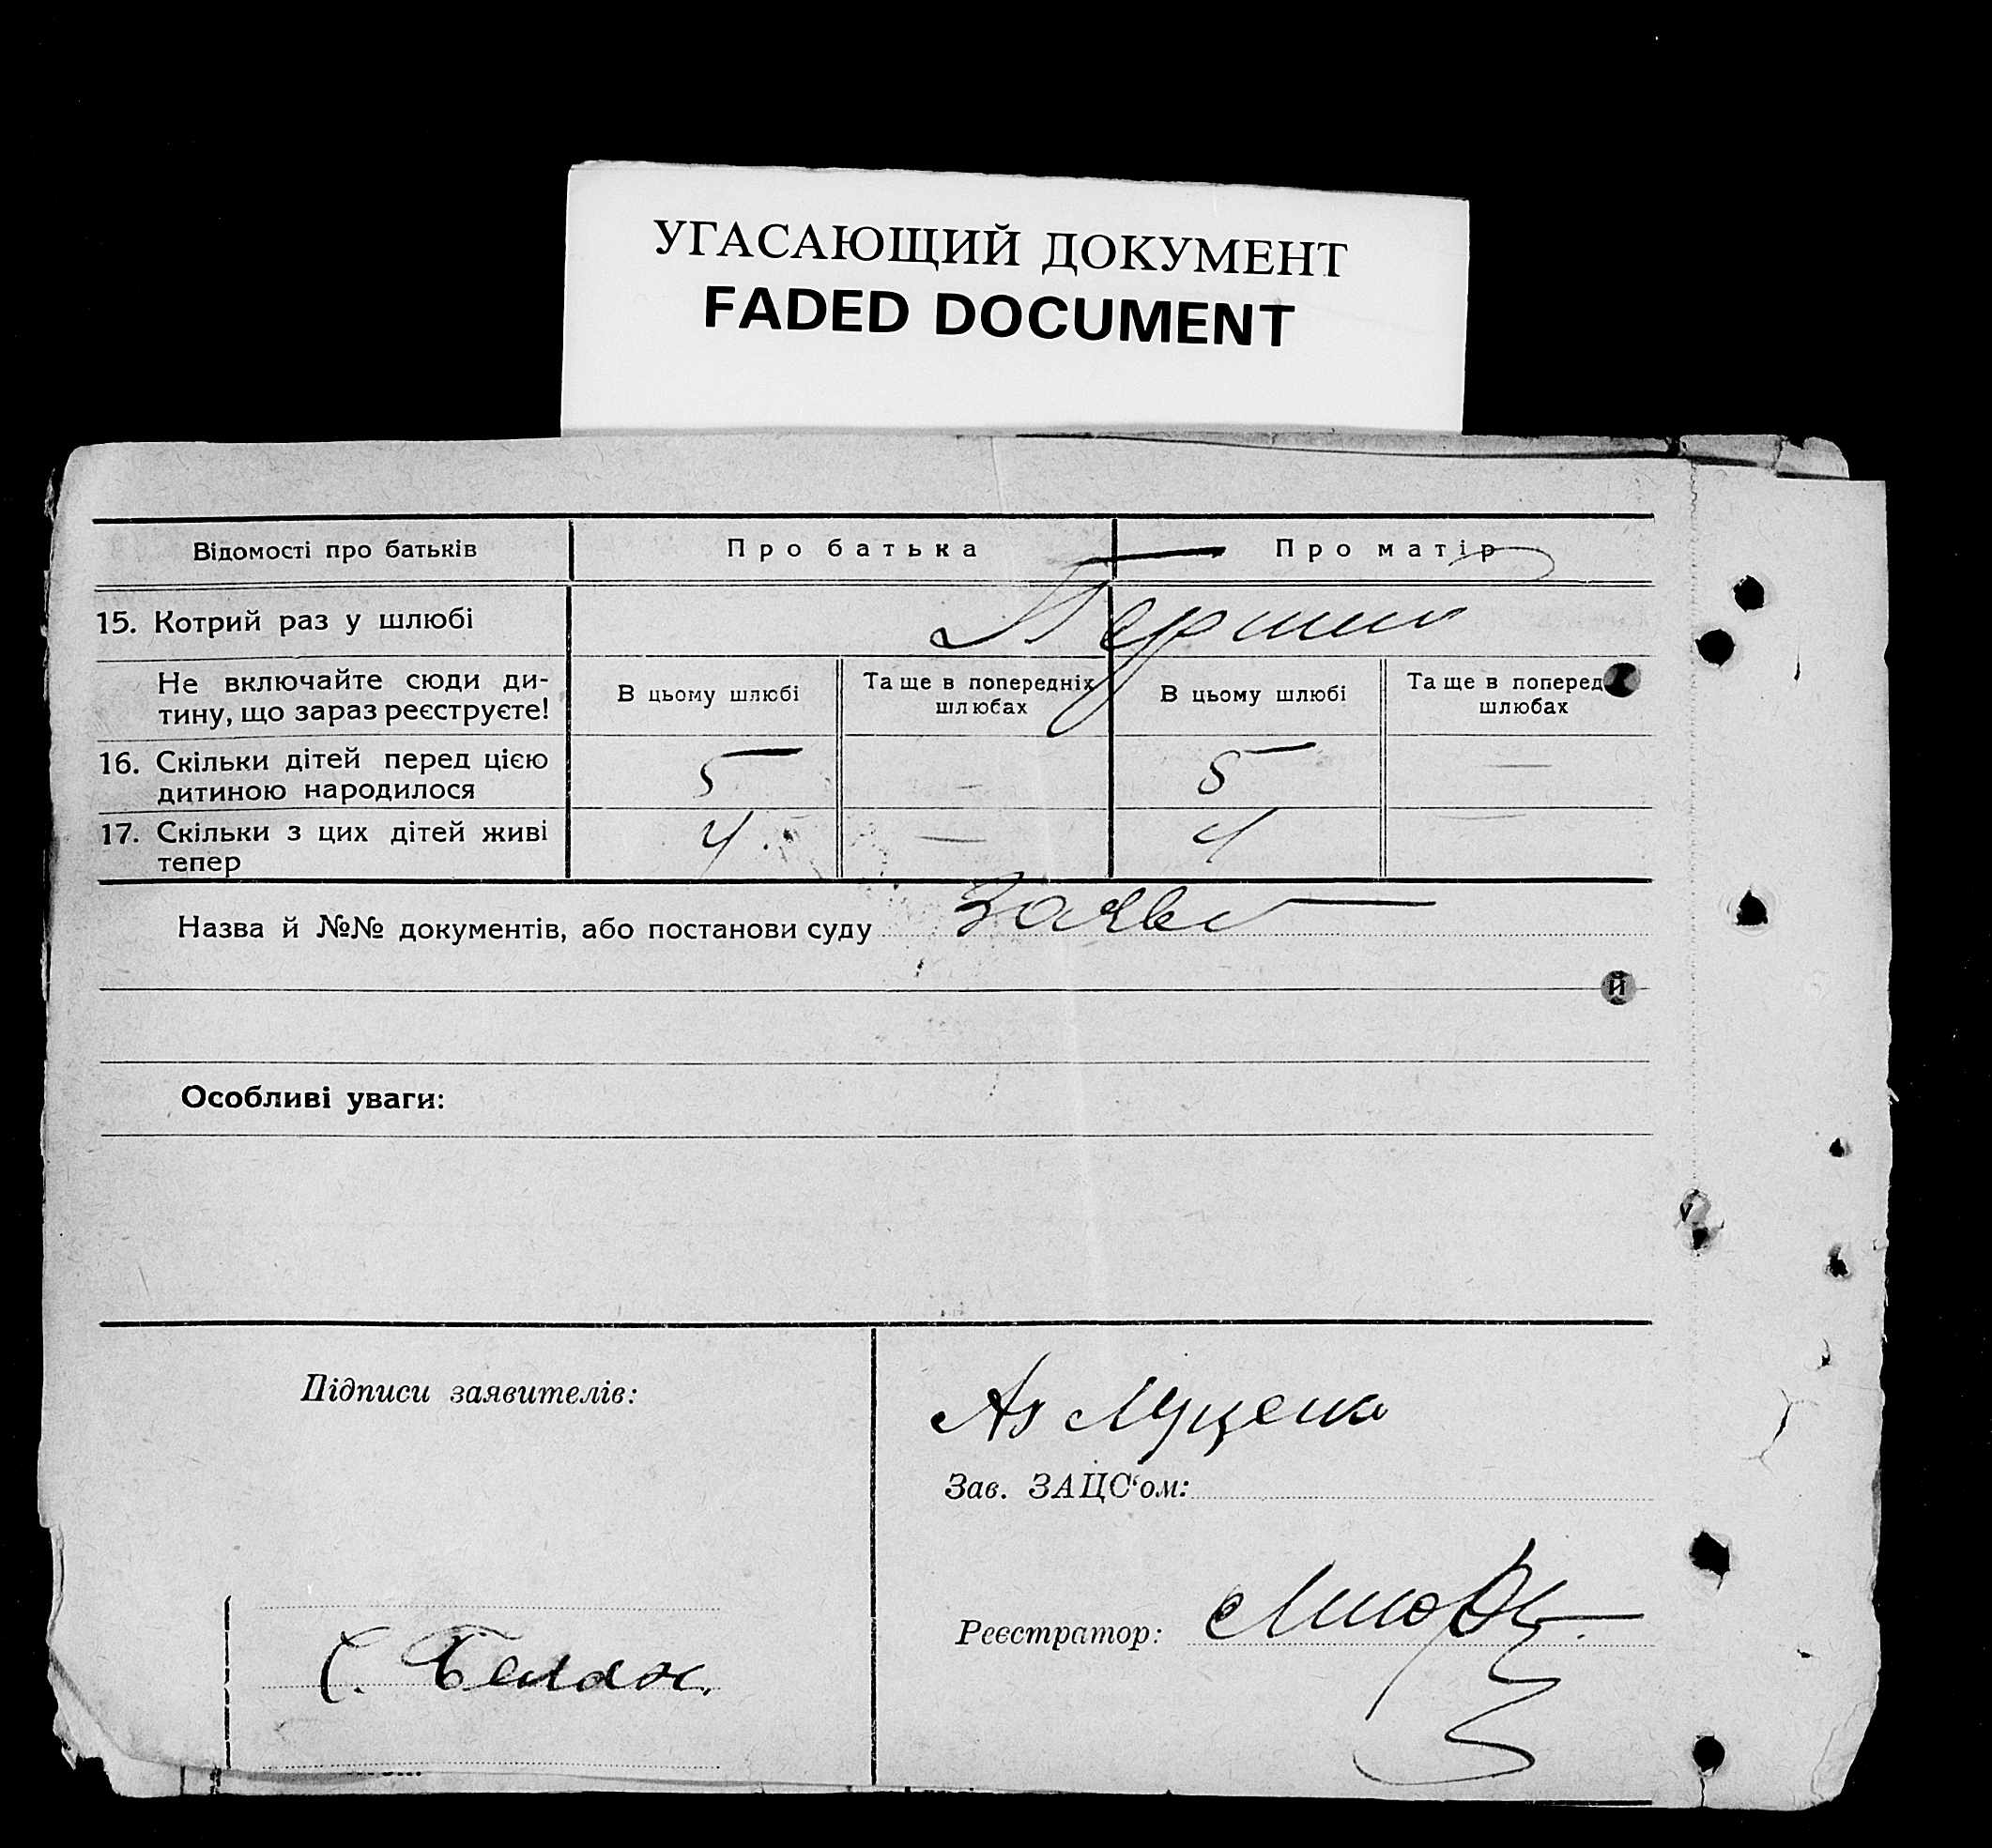 УГАСАЮЩИЙ ДОКУМЕНТ
FADED DOCUMENT
Відомості про батьків
Про батька
Про матір
15. Котрий раз у шлюбі
Не включайте сюди ди-
тину, що зараз реєструєте!
В цьому шлюбі
Та ще в попередніх
шлюбах
В цьому шлюбі
Та ще в поперед
шлюбах
16. Скільки дітей перед цією
дитиною народилося
5
—
5
—
17. Скільки з цих дітей живі
тепер
4
—
4
—
Назва й №№ документів, або постанови суду
й
Особливі уваги:
Підписи заявителів:
Зав. ЗАЦС‘ом:
Реєстратор: